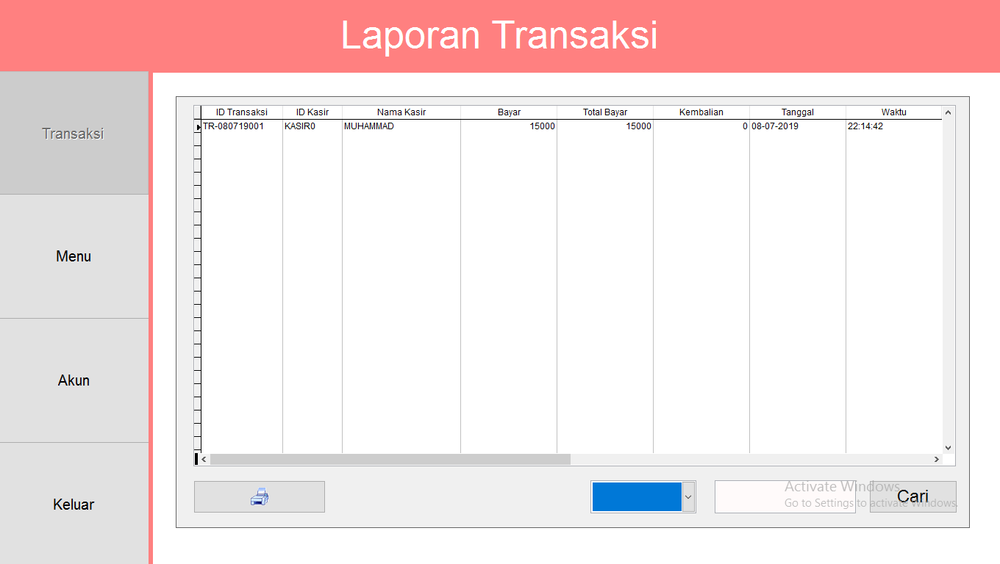 Laporan Transaksi
Transaksi
Menu
Akun
Keluar
ID Transaksi ID Kasir Nama Kasir Bayar Total Bayar Kembalian Tanggal Waktu
TR-080719001 KASIR0 MUHAMMAD 15000 15000 0 08-07-2019 22:14:42
Cari
Activate Windows
Go to Settings to activate Windows.